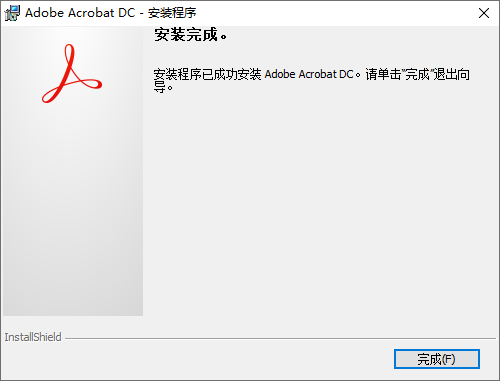 Adobe Acrobat DC - 安装程序
安装完成。
安装程序已成功安装 Adobe Acrobat DC。请单击"完成"退出向
导。
InstallShield
完成(F)